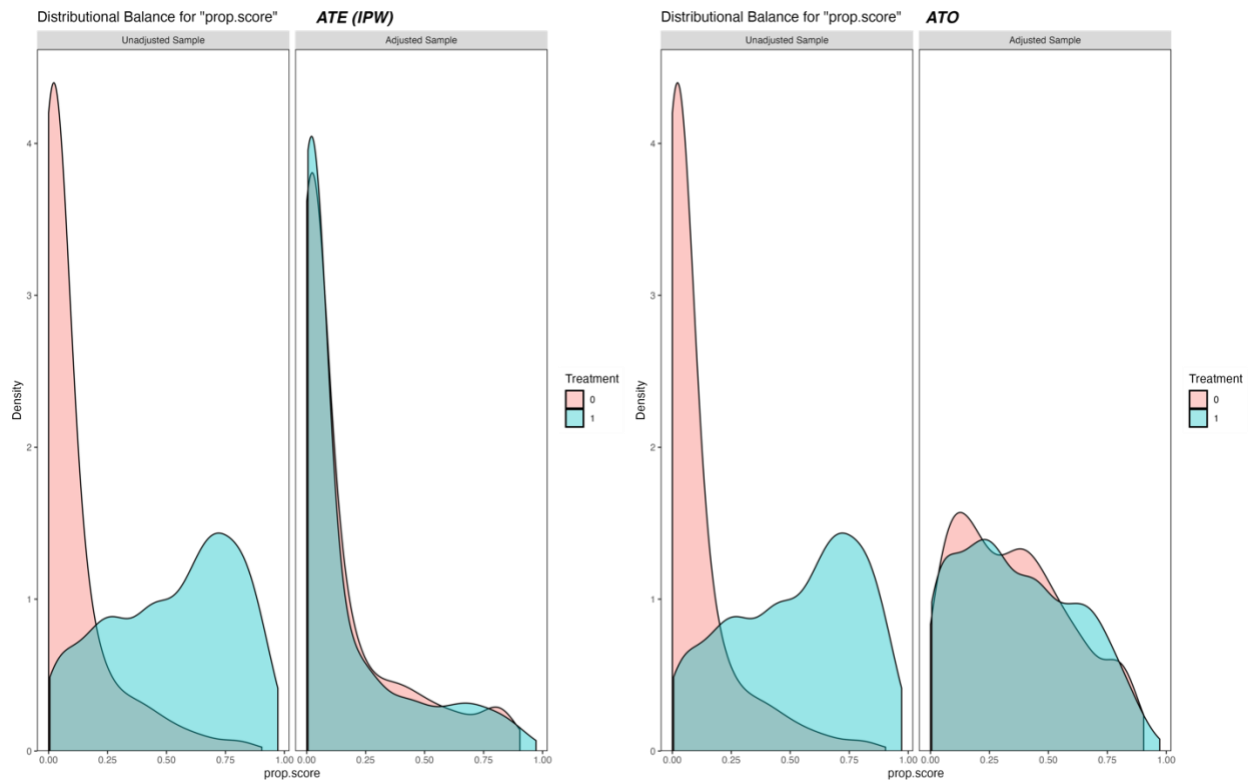 Distributional Balance for "prop.score" ATE (IPW)
Unadjusted Sample Adjusted Sample
4
3
2
1
0
Density
0.00 0.25 0.50 0.75 1.00 0.00 0.25 0.50 0.75 1.00
prop.score
Treatment
0
1
Distributional Balance for "prop.score" ATO
Unadjusted Sample Adjusted Sample
4
3
2
1
0
Density
0.00 0.25 0.50 0.75 1.00 0.00 0.25 0.50 0.75 1.00
prop.score
Treatment
0
1